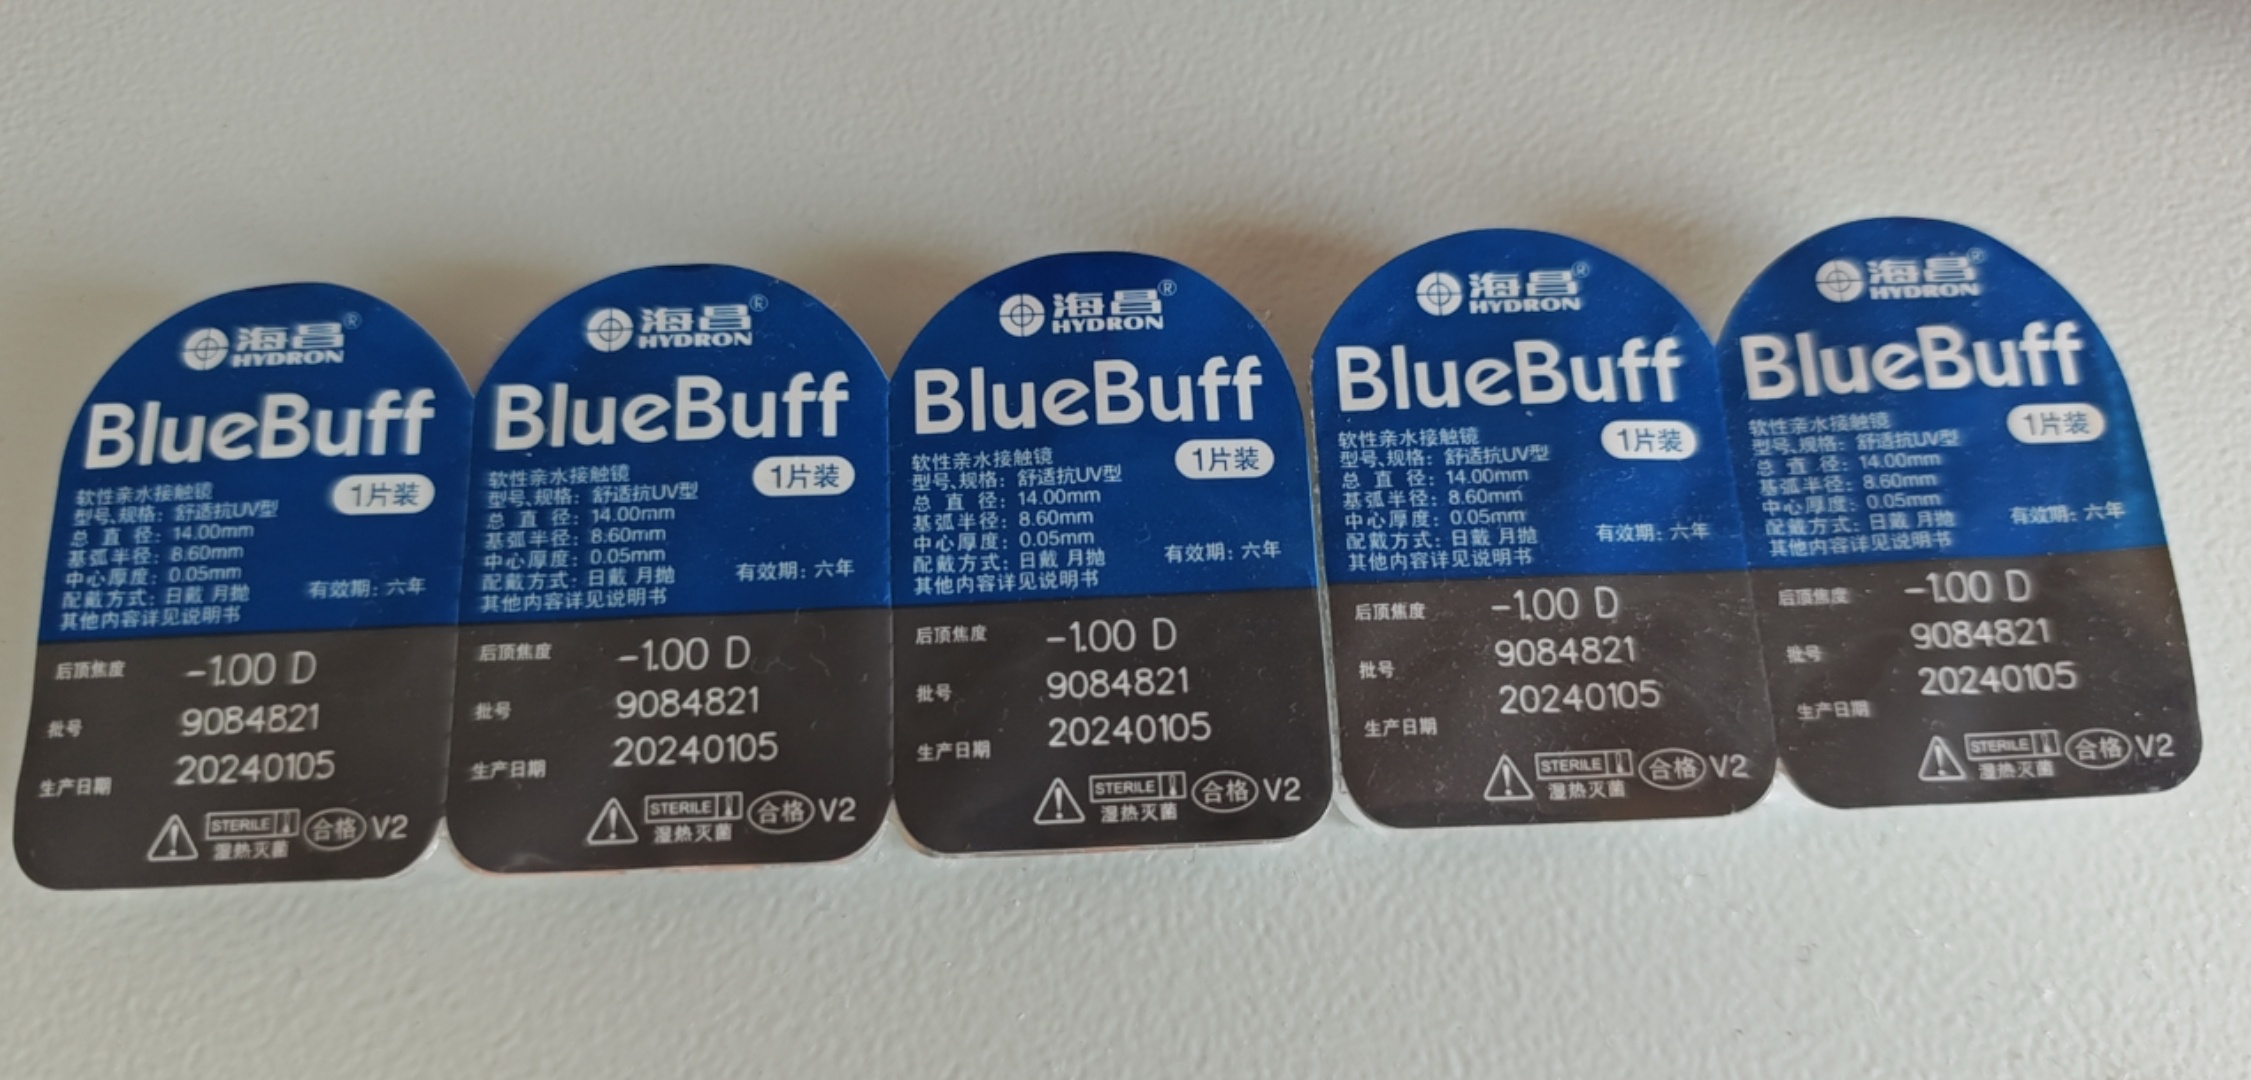 海昌®
HYDRON
BlueBuff
1片装
软性亲水接触镜
型号、规格：舒适抗UV型
总 直 径：14.00mm
基弧半径：8.60mm
中心厚度：0.05mm
配戴方式：日戴 月抛
有效期：六年
其他内容详见说明书
后顶焦度 -1.00 D
批号 9084821
生产日期 20240105
STERILE
湿热灭菌
合格 V2
海昌®
HYDRON
BlueBuff
1片装
软性亲水接触镜
型号、规格：舒适抗UV型
总 直 径：14.00mm
基弧半径：8.60mm
中心厚度：0.05mm
配戴方式：日戴 月抛
有效期：六年
其他内容详见说明书
后顶焦度 -1.00 D
批号 9084821
生产日期 20240105
STERILE
湿热灭菌
合格 V2
海昌®
HYDRON
BlueBuff
1片装
软性亲水接触镜
型号、规格：舒适抗UV型
总 直 径：14.00mm
基弧半径：8.60mm
中心厚度：0.05mm
配戴方式：日戴 月抛
有效期：六年
其他内容详见说明书
后顶焦度 -1.00 D
批号 9084821
生产日期 20240105
STERILE
湿热灭菌
合格 V2
海昌®
HYDRON
BlueBuff
1片装
软性亲水接触镜
型号、规格：舒适抗UV型
总 直 径：14.00mm
基弧半径：8.60mm
中心厚度：0.05mm
配戴方式：日戴 月抛
有效期：六年
其他内容详见说明书
后顶焦度 -1.00 D
批号 9084821
生产日期 20240105
STERILE
湿热灭菌
合格 V2
海昌®
HYDRON
BlueBuff
1片装
软性亲水接触镜
型号、规格：舒适抗UV型
总 直 径：14.00mm
基弧半径：8.60mm
中心厚度：0.05mm
配戴方式：日戴 月抛
有效期：六年
其他内容详见说明书
后顶焦度 -1.00 D
批号 9084821
生产日期 20240105
STERILE
湿热灭菌
合格 V2